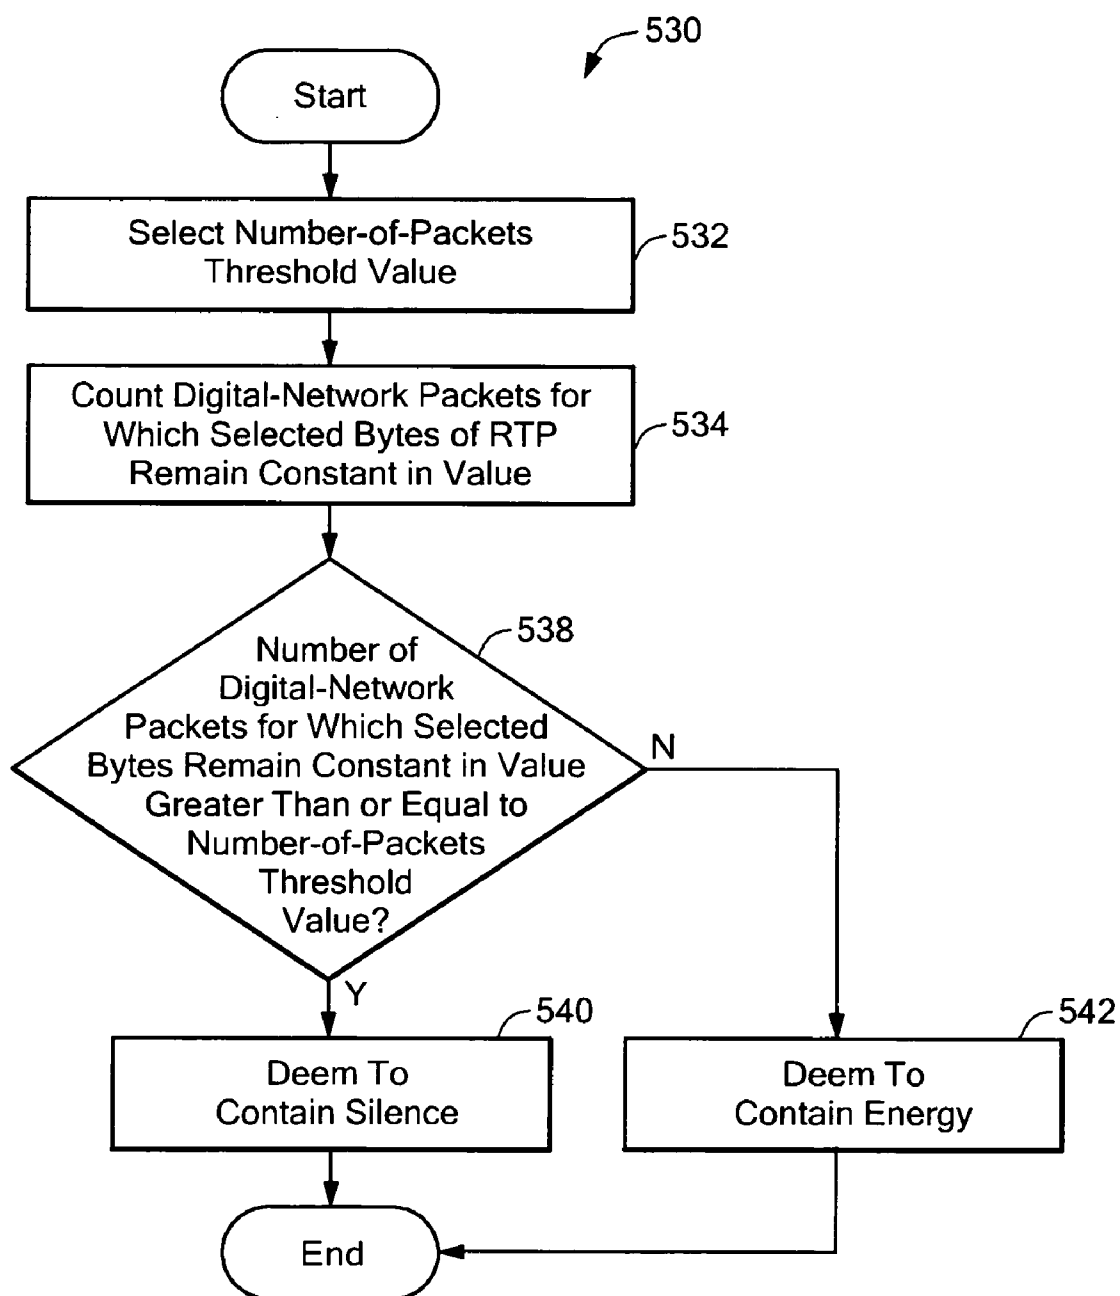 530
Start
Select Number-of-Packets
Threshold Value
532
Count Digital-Network Packets for
Which Selected Bytes of RTP
Remain Constant in Value
534
538
Number of
Digital-Network
Packets for Which Selected
Bytes Remain Constant in Value
Greater Than or Equal to
Number-of-Packets
Threshold
Value?
N
Y
540
Deem To
Contain Silence
542
Deem To
Contain Energy
End